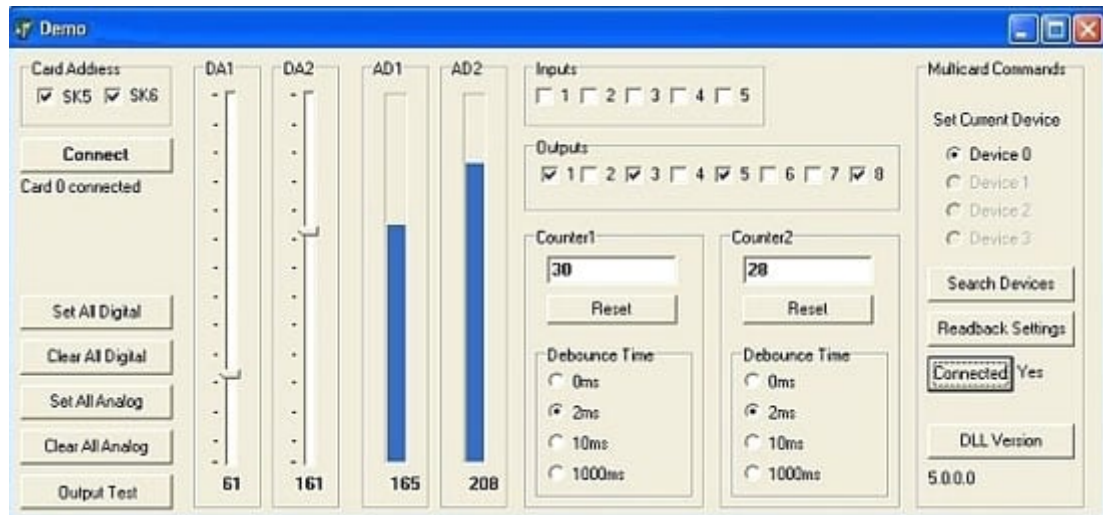 Demo
Card Address
SK5 SK6
Connect
Card 0 connected
Set All Digital
Clear All Digital
Set All Analog
Clear All Analog
Output Test
DA1
61
DA2
161
AD1
165
AD2
208
Inputs
1 2 3 4 5
Outputs
1 2 3 4 5 6 7 8
Counter1
30
Reset
Debounce Time
0ms
2ms
10ms
1000ms
Counter2
28
Reset
Debounce Time
0ms
2ms
10ms
1000ms
Multicard Commands
Set Current Device
Device 0
Device 1
Device 2
Device 3
Search Devices
Readback Settings
Connected Yes
DLL Version
5.0.0.0